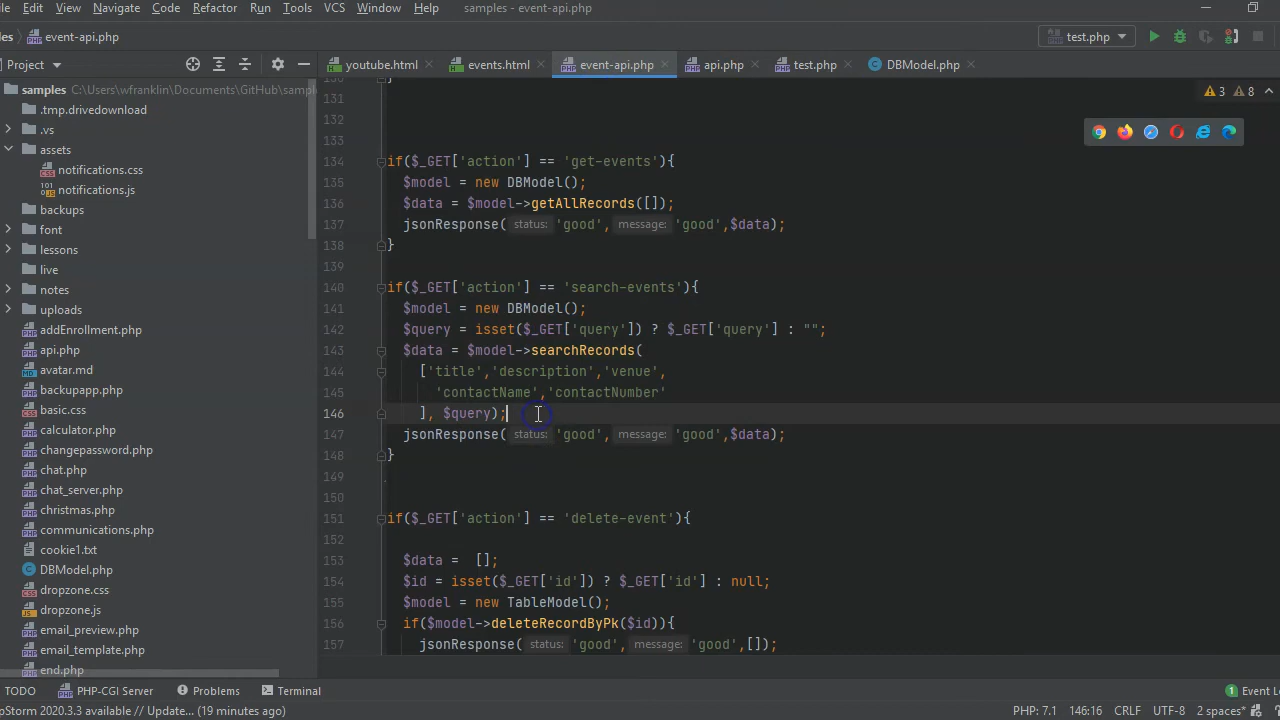 le Edit View Navigate Code Refactor Run Tools VCS Window Help samples - event-api.php
les event-api.php test.php
Project youtube.html events.html event-api.php api.php test.php DBModel.php
samples C:\Users\wfranklin\Documents\GitHub\sampl
.tmp.drivedownload
.vs
assets
notifications.css
notifications.js
backups
font
lessons
live
notes
uploads
addEnrollment.php
api.php
avatar.md
backupapp.php
basic.css
calculator.php
changepassword.php
chat.php
chat_server.php
christmas.php
communications.php
cookie1.txt
DBModel.php
dropzone.css
dropzone.js
email_preview.php
email_template.php
end.php
3 8
130 }
131
132
133
134 if($_GET['action'] == 'get-events'){
135 $model = new DBModel();
136 $data = $model->getAllRecords([]);
137 jsonResponse( status: 'good', message: 'good',$data);
138 }
139
140 if($_GET['action'] == 'search-events'){
141 $model = new DBModel();
142 $query = isset($_GET['query']) ? $_GET['query'] : "";
143 $data = $model->searchRecords(
144 ['title','description','venue',
145 'contactName','contactNumber'
146 ], $query);
147 jsonResponse( status: 'good', message: 'good',$data);
148 }
149
150
151 if($_GET['action'] == 'delete-event'){
152
153 $data = [];
154 $id = isset($_GET['id']) ? $_GET['id'] : null;
155 $model = new TableModel();
156 if($model->deleteRecordByPk($id)){
157 jsonResponse( status: 'good', message: 'good',[]);
TODO PHP-CGI Server Problems Terminal 1 Event L
pStorm 2020.3.3 available // Update... (19 minutes ago) PHP: 7.1 146:16 CRLF UTF-8 2 spaces*